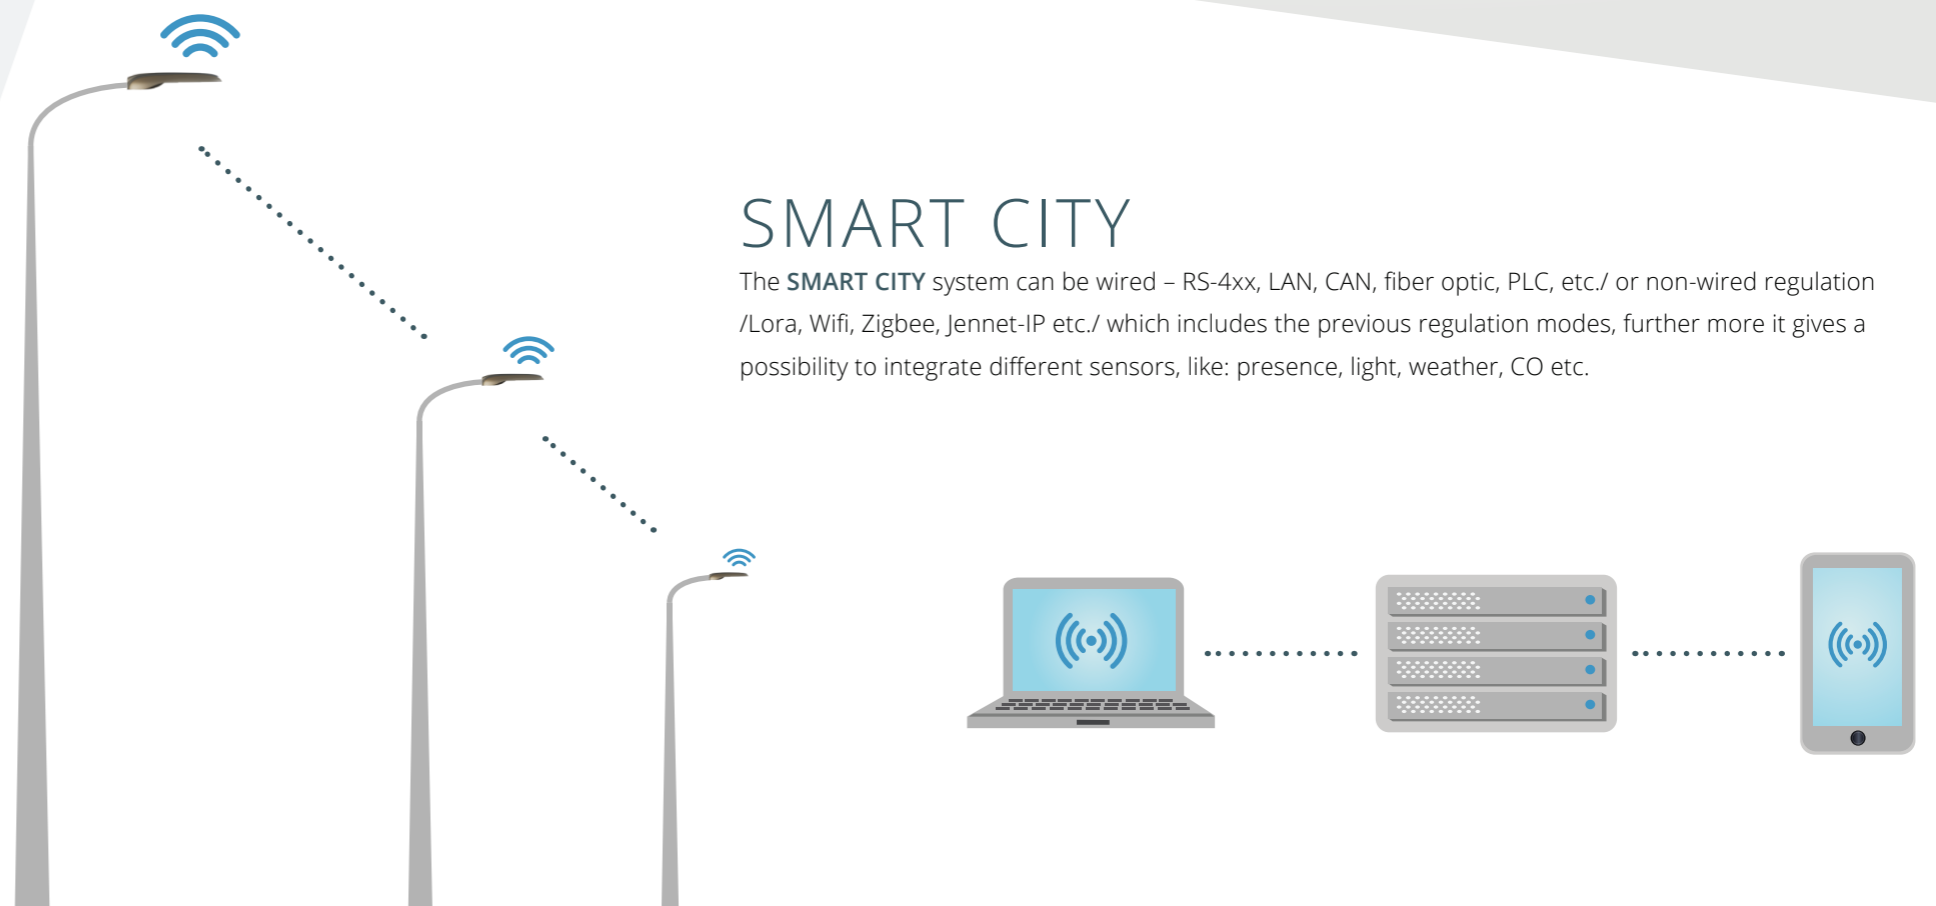 SMART CITY
The SMART CITY system can be wired – RS-4xx, LAN, CAN, fiber optic, PLC, etc./ or non-wired regulation
/Lora, Wifi, Zigbee, Jennet-IP etc./ which includes the previous regulation modes, further more it gives a
possibility to integrate different sensors, like: presence, light, weather, CO etc.